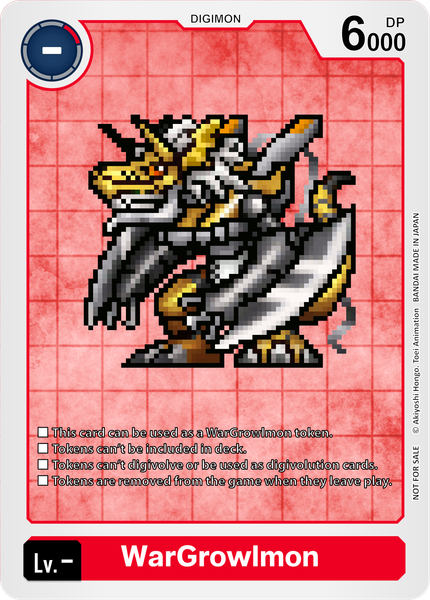 DIGIMON
DP
6000
-
□ This card can be used as a WarGrowlmon token.
□ Tokens can't be included in deck.
□ Tokens can't digivolve or be used as digivolution cards.
□ Tokens are removed from the game when they leave play.
NOT FOR SALE © Akiyoshi Hongo, Toei Animation BANDAI MADE IN JAPAN
Lv.-
WarGrowlmon